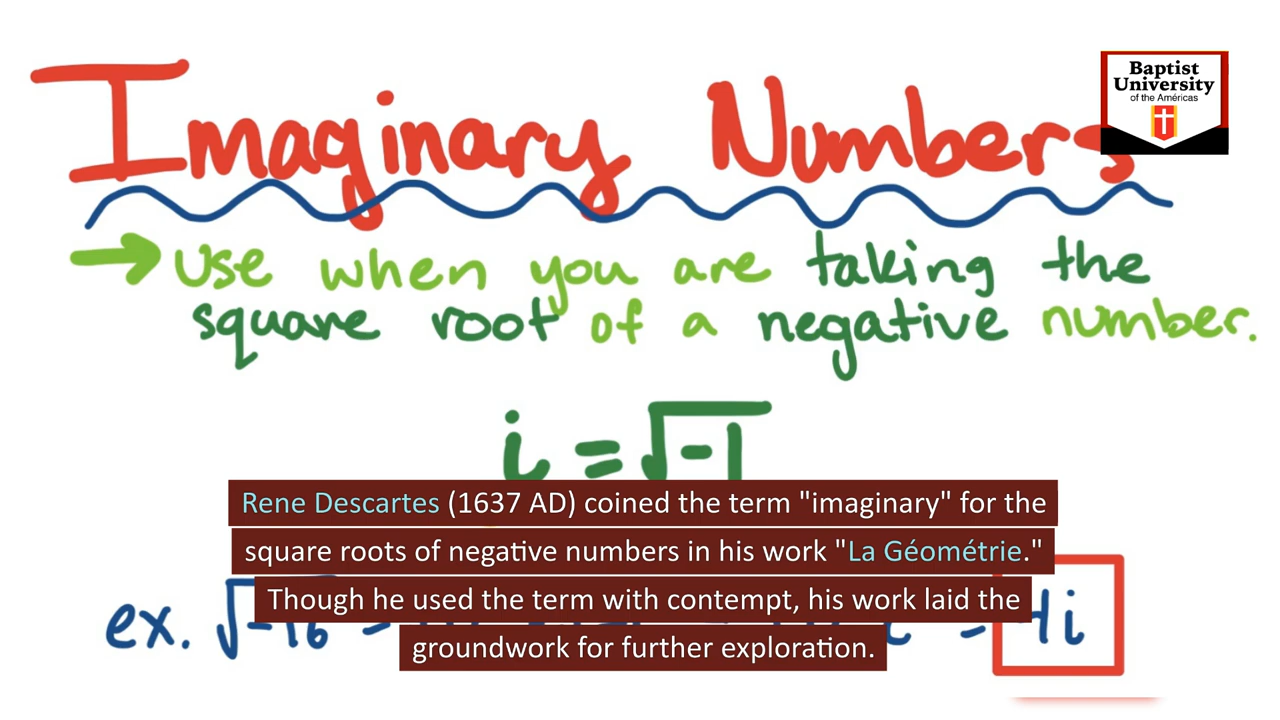 Imaginary Numbers
Baptist
University
of the Américas
Use when you are taking the
square root of a negative number.
i = √-1
Rene Descartes (1637 AD) coined the term "imaginary" for the
square roots of negative numbers in his work "La Géométrie."
Though he used the term with contempt, his work laid the
groundwork for further exploration.
ex. √-16 = = 4i